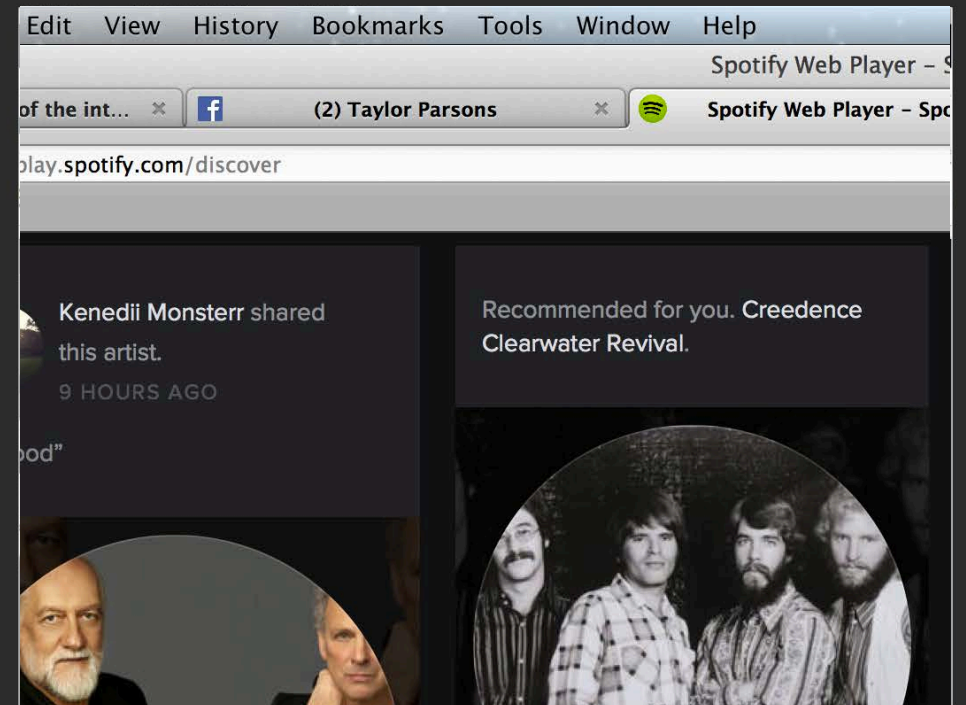 Edit View History Bookmarks Tools Window Help
Spotify Web Player –
of the int... (2) Taylor Parsons Spotify Web Player – Spo
play.spotify.com/discover
Kenedii Monsterr shared
this artist.
9 HOURS AGO
ood”
Recommended for you. Creedence
Clearwater Revival.